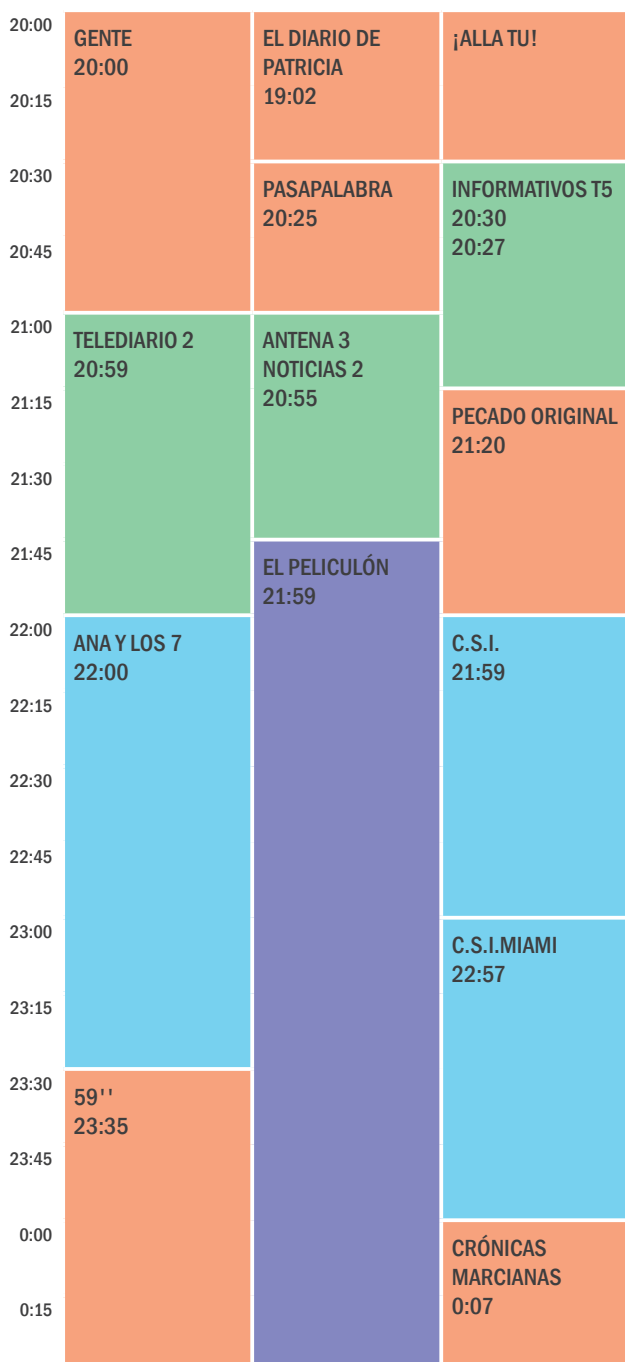 20:00
20:15
20:30
20:45
21:00
21:15
21:30
21:45
22:00
22:15
22:30
22:45
23:00
23:15
23:30
23:45
0:00
0:15
GENTE
20:00
TELEDIARIO 2
20:59
ANA Y LOS 7
22:00
59''
23:35
EL DIARIO DE
PATRICIA
19:02
PASAPALABRA
20:25
ANTENA 3
NOTICIAS 2
20:55
EL PELICULÓN
21:59
¡ALLA TU!
INFORMATIVOS T5
20:30
20:27
PECADO ORIGINAL
21:20
C.S.I.
21:59
C.S.I.MIAMI
22:57
CRÓNICAS
MARCIANAS
0:07